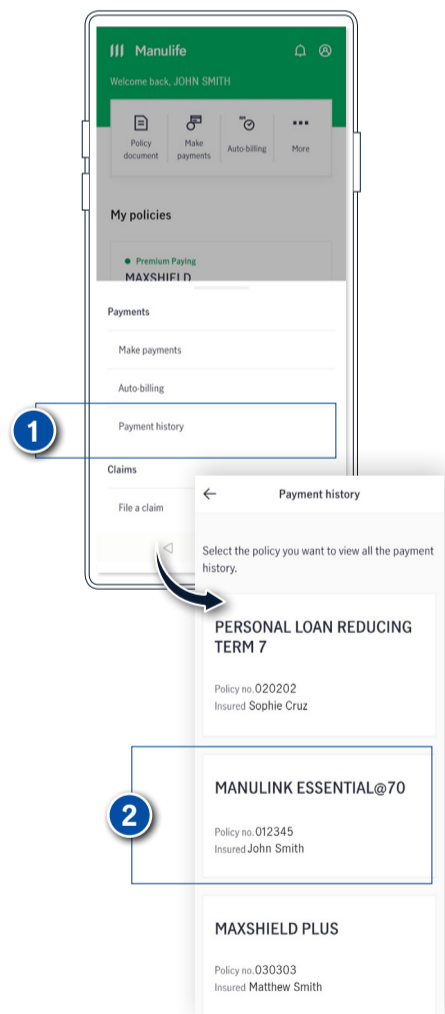 Manulife
Welcome back, JOHN SMITH
Policy document
Make payments
Auto-billing
More
My policies
Premium Paying
MAXSHIELD
Payments
Make payments
Auto-billing
1
Payment history
Claims
File a claim
Payment history
Select the policy you want to view all the payment
history.
PERSONAL LOAN REDUCING
TERM 7
Policy no. 020202
Insured Sophie Cruz
2
MANULINK ESSENTIAL@70
Policy no. 012345
Insured John Smith
MAXSHIELD PLUS
Policy no. 030303
Insured Matthew Smith